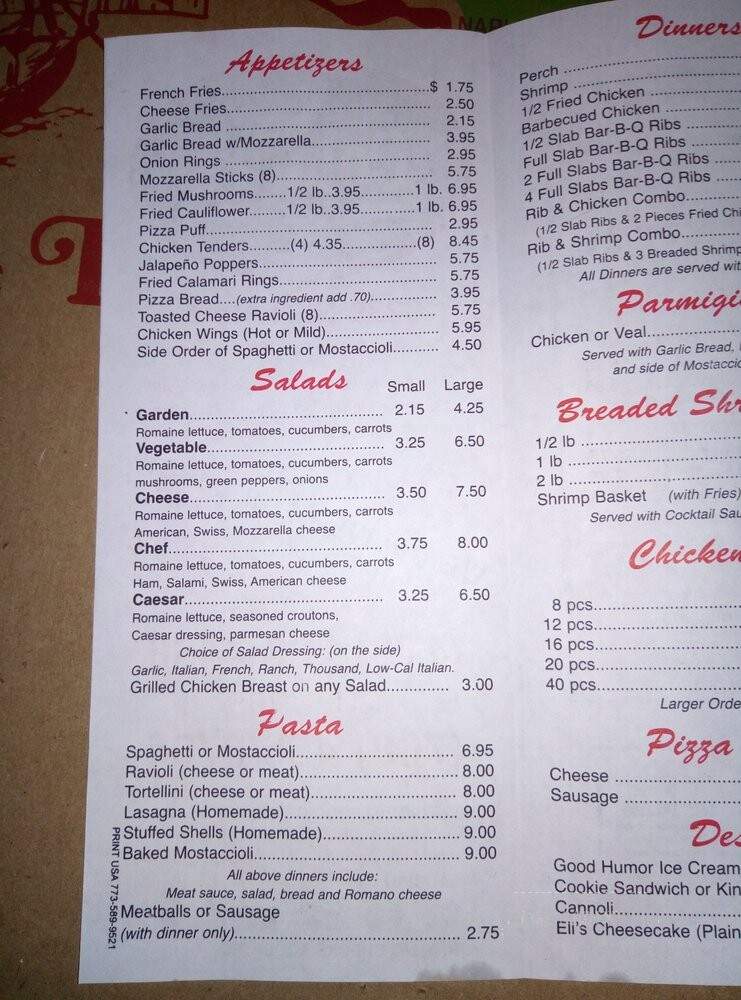 Appetizers
French Fries......$ 1.75
Cheese Fries......2.50
Garlic Bread ......2.15
Garlic Bread w/Mozzarella......3.95
Onion Rings ......2.95
Mozzarella Sticks (8)......5.75
Fried Mushrooms........1/2 lb..3.95............1 lb. 6.95
Fried Cauliflower........1/2 lb..3.95............1 lb. 6.95
Pizza Puff......2.95
Chicken Tenders.........(4) 4.35.................(8) 8.45
Jalapeño Poppers......5.75
Fried Calamari Rings......5.75
Pizza Bread....(extra ingredient add .70)......3.95
Toasted Cheese Ravioli (8)......5.75
Chicken Wings (Hot or Mild)......5.95
Side Order of Spaghetti or Mostaccioli...........4.50
Salads Small Large
Garden...... 2.15 4.25
Romaine lettuce, tomatoes, cucumbers, carrots
Vegetable...... 3.25 6.50
Romaine lettuce, tomatoes, cucumbers, carrots
mushrooms, green peppers, onions
Cheese...... 3.50 7.50
Romaine lettuce, tomatoes, cucumbers, carrots
American, Swiss, Mozzarella cheese
Chef...... 3.75 8.00
Romaine lettuce, tomatoes, cucumbers, carrots
Ham, Salami, Swiss, American cheese
Caesar...... 3.25 6.50
Romaine lettuce, seasoned croutons,
Caesar dressing, parmesan cheese
Choice of Salad Dressing: (on the side)
Garlic, Italian, French, Ranch, Thousand, Low-Cal Italian.
Grilled Chicken Breast on any Salad............. 3.00
Pasta
Spaghetti or Mostaccioli...... 6.95
Ravioli (cheese or meat)...... 8.00
Tortellini (cheese or meat)...... 8.00
Lasagna (Homemade)...... 9.00
Stuffed Shells (Homemade)...... 9.00
Baked Mostaccioli...... 9.00
All above dinners include:
Meat sauce, salad, bread and Romano cheese
Meatballs or Sausage
(with dinner only)...... 2.75
PRINT USA 773-589-9521
Dinners
Perch ......
Shrimp ......
1/2 Fried Chicken ......
Barbecued Chicken ......
1/2 Slab Bar-B-Q Ribs ......
Full Slab Bar-B-Q Ribs ......
2 Full Slabs Bar-B-Q Ribs ......
4 Full Slabs Bar-B-Q Ribs ......
Rib & Chicken Combo......
(1/2 Slab Ribs & 2 Pieces Fried Chi
Rib & Shrimp Combo......
(1/2 Slab Ribs & 3 Breaded Shrimp
All Dinners are served wit
Parmigi
Chicken or Veal......
Served with Garlic Bread,
and side of Mostaccio
Breaded Shr
1/2 lb ......
1 lb ......
2 lb ......
Shrimp Basket (with Fries)
Served with Cocktail Sau
Chicken
8 pcs......
12 pcs......
16 pcs......
20 pcs......
40 pcs......
Larger Orde
Pizza
Cheese ......
Sausage ......
Des
Good Humor Ice Cream
Cookie Sandwich or Kin
Cannoli......
Eli's Cheesecake (Plain